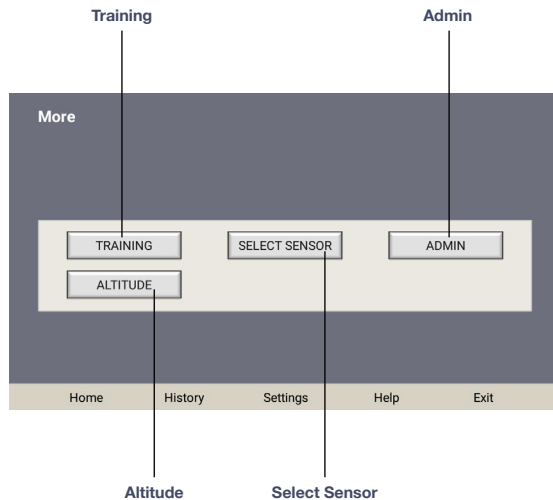 Training Admin
More
TRAINING SELECT SENSOR ADMIN
ALTITUDE
Home History Settings Help Exit
Altitude Select Sensor